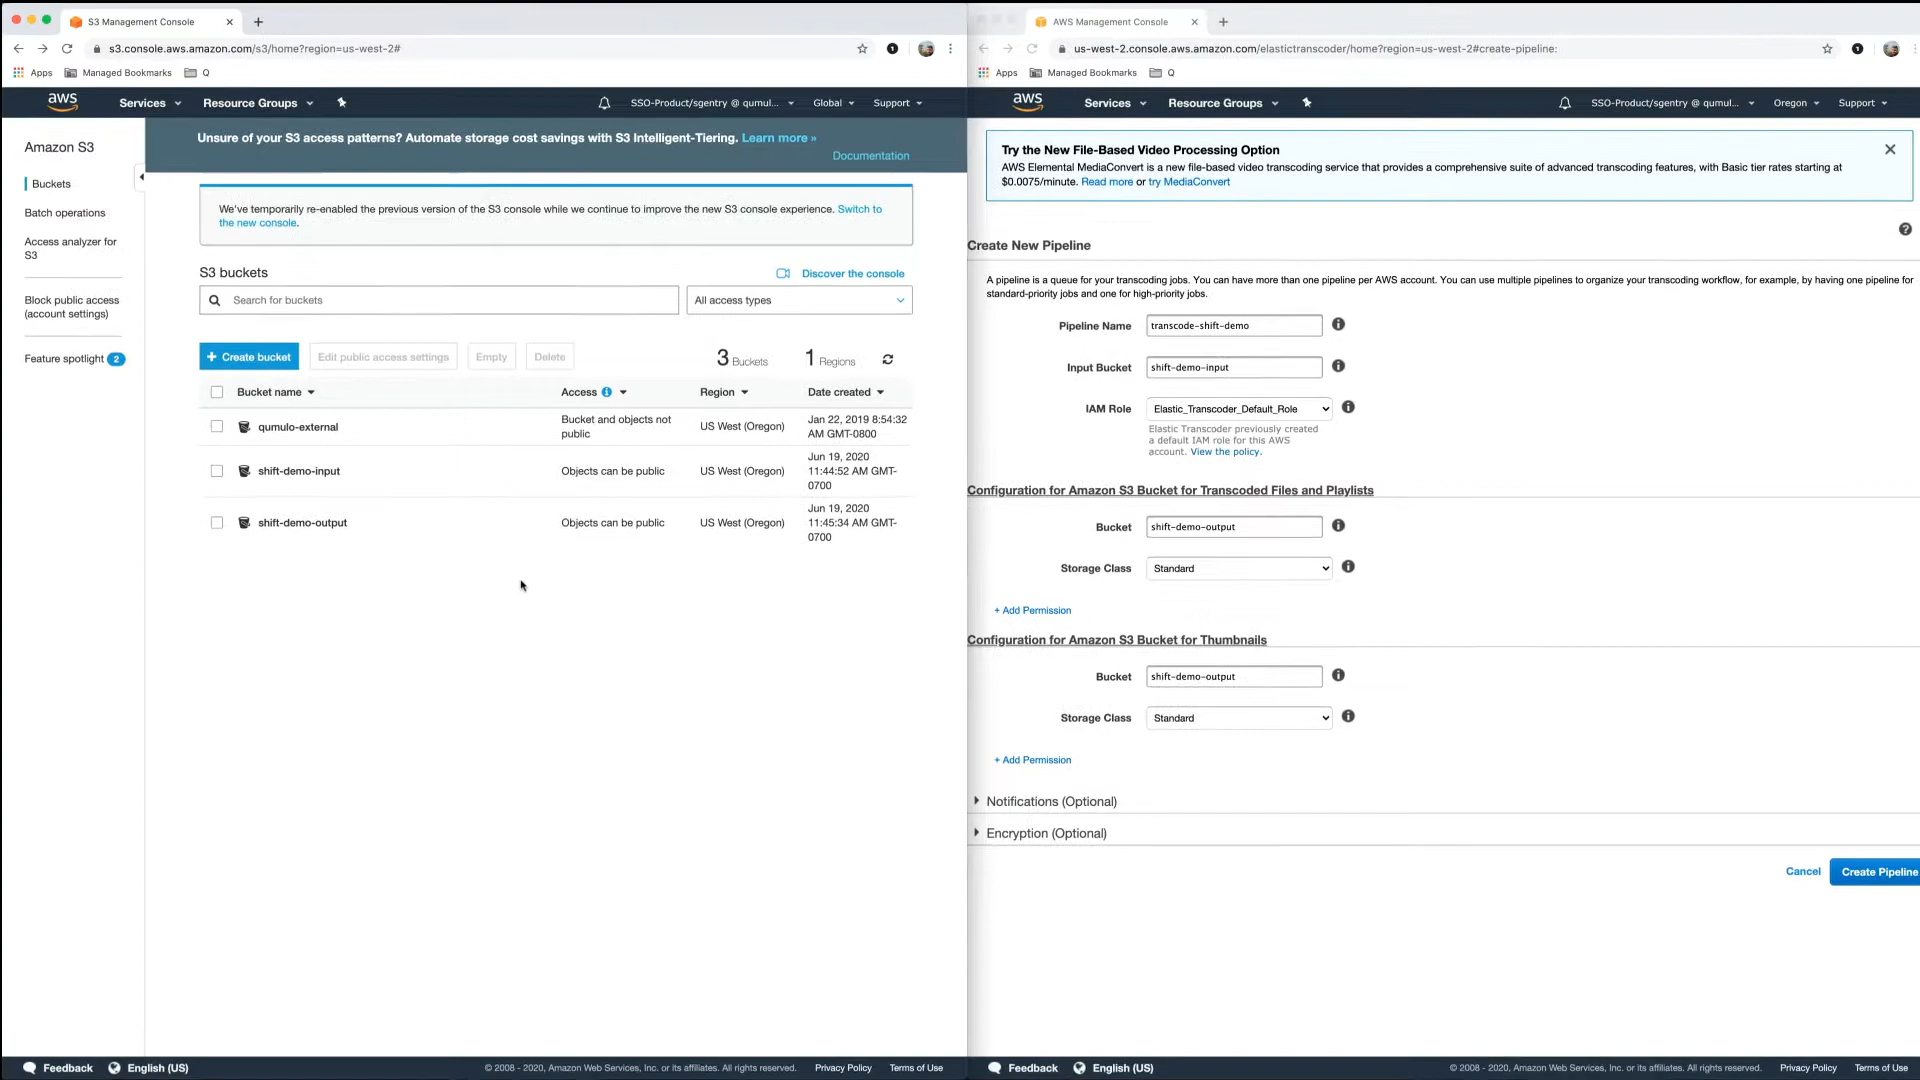 S3 Management Console
s3.console.aws.amazon.com/s3/home?region=us-west-2#
Apps
Managed Bookmarks
Q
aws
Services
Resource Groups
SSO-Product/sgentry @ qumul...
Global
Support
Amazon S3
Buckets
Batch operations
Access analyzer for
S3
Block public access
(account settings)
Feature spotlight 2
Unsure of your S3 access patterns? Automate storage cost savings with S3 Intelligent-Tiering. Learn more »
Documentation
We've temporarily re-enabled the previous version of the S3 console while we continue to improve the new S3 console experience. Switch to
the new console.
S3 buckets
Discover the console
Search for buckets
All access types
+ Create bucket
Edit public access settings
Empty
Delete
3 Buckets
1 Regions
Bucket name
Access
Region
Date created
qumulo-external
Bucket and objects not
public
US West (Oregon)
Jan 22, 2019 8:54:32
AM GMT-0800
shift-demo-input
Objects can be public
US West (Oregon)
Jun 19, 2020
11:44:52 AM GMT-
0700
shift-demo-output
Objects can be public
US West (Oregon)
Jun 19, 2020
11:45:34 AM GMT-
0700
Feedback
English (US)
© 2008 - 2020, Amazon Web Services, Inc. or its affiliates. All rights reserved.
Privacy Policy
Terms of Use
AWS Management Console
us-west-2.console.aws.amazon.com/elastictranscoder/home?region=us-west-2#create-pipeline:
Apps
Managed Bookmarks
Q
aws
Services
Resource Groups
SSO-Product/sgentry @ qumul...
Oregon
Support
Try the New File-Based Video Processing Option
AWS Elemental MediaConvert is a new file-based video transcoding service that provides a comprehensive suite of advanced transcoding features, with Basic tier rates starting at
$0.0075/minute. Read more or try MediaConvert
Create New Pipeline
A pipeline is a queue for your transcoding jobs. You can have more than one pipeline per AWS account. You can use multiple pipelines to organize your transcoding workflow, for example, by having one pipeline for
standard-priority jobs and one for high-priority jobs.
Pipeline Name
transcode-shift-demo
Input Bucket
shift-demo-input
IAM Role
Elastic_Transcoder_Default_Role
Elastic Transcoder previously created
a default IAM role for this AWS
account. View the policy.
Configuration for Amazon S3 Bucket for Transcoded Files and Playlists
Bucket
shift-demo-output
Storage Class
Standard
+ Add Permission
Configuration for Amazon S3 Bucket for Thumbnails
Bucket
shift-demo-output
Storage Class
Standard
+ Add Permission
Notifications (Optional)
Encryption (Optional)
Cancel
Create Pipeline
Feedback
English (US)
© 2008 - 2020, Amazon Web Services, Inc. or its affiliates. All rights reserved.
Privacy Policy
Terms of Use